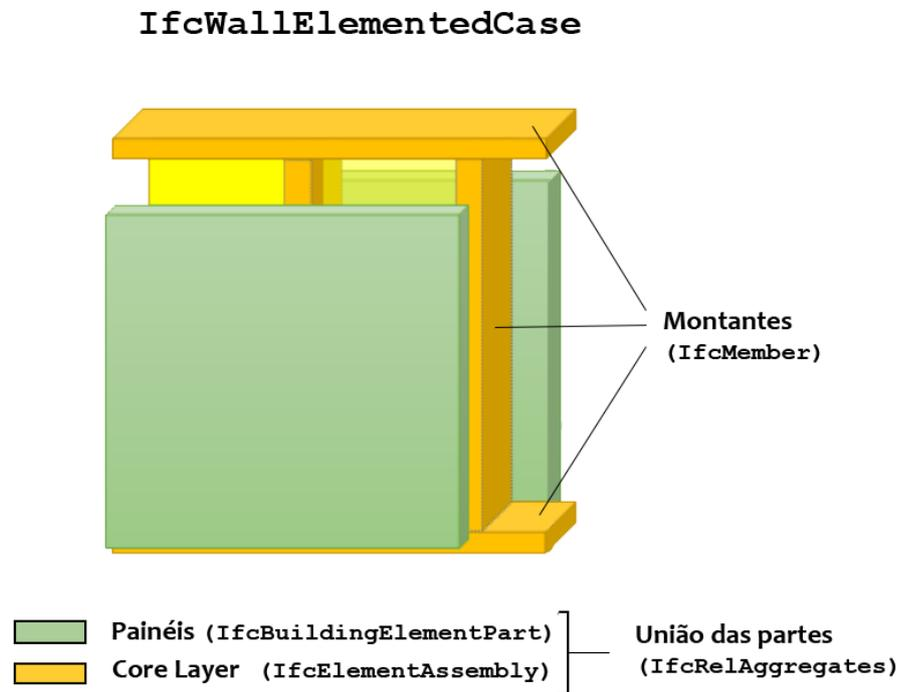 IfcWallElementedCase
Montantes
(IfcMember)
Painéis (IfcBuildingElementPart)
Core Layer (IfcElementAssembly)
União das partes
(IfcRelAggregates)